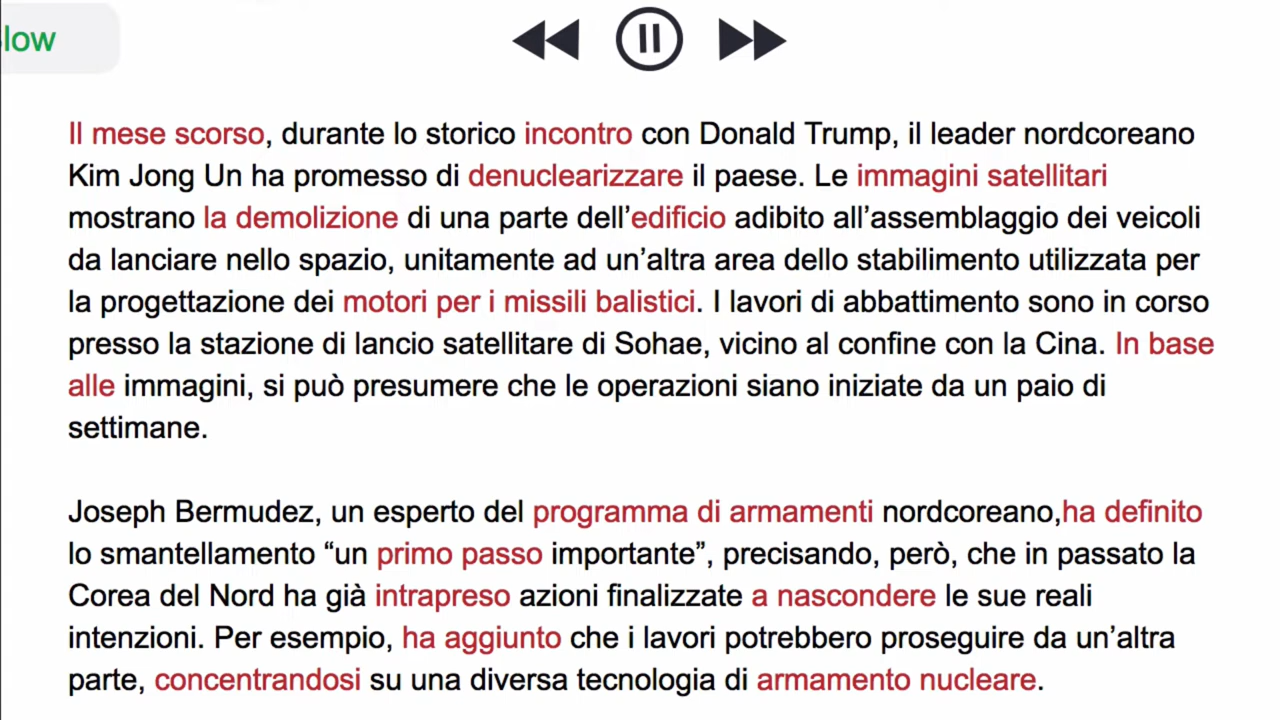 low
Il mese scorso, durante lo storico incontro con Donald Trump, il leader nordcoreano
Kim Jong Un ha promesso di denuclearizzare il paese. Le immagini satellitari
mostrano la demolizione di una parte dell’edificio adibito all’assemblaggio dei veicoli
da lanciare nello spazio, unitamente ad un’altra area dello stabilimento utilizzata per
la progettazione dei motori per i missili balistici. I lavori di abbattimento sono in corso
presso la stazione di lancio satellitare di Sohae, vicino al confine con la Cina. In base
alle immagini, si può presumere che le operazioni siano iniziate da un paio di
settimane.
Joseph Bermudez, un esperto del programma di armamenti nordcoreano,ha definito
lo smantellamento “un primo passo importante”, precisando, però, che in passato la
Corea del Nord ha già intrapreso azioni finalizzate a nascondere le sue reali
intenzioni. Per esempio, ha aggiunto che i lavori potrebbero proseguire da un’altra
parte, concentrandosi su una diversa tecnologia di armamento nucleare.